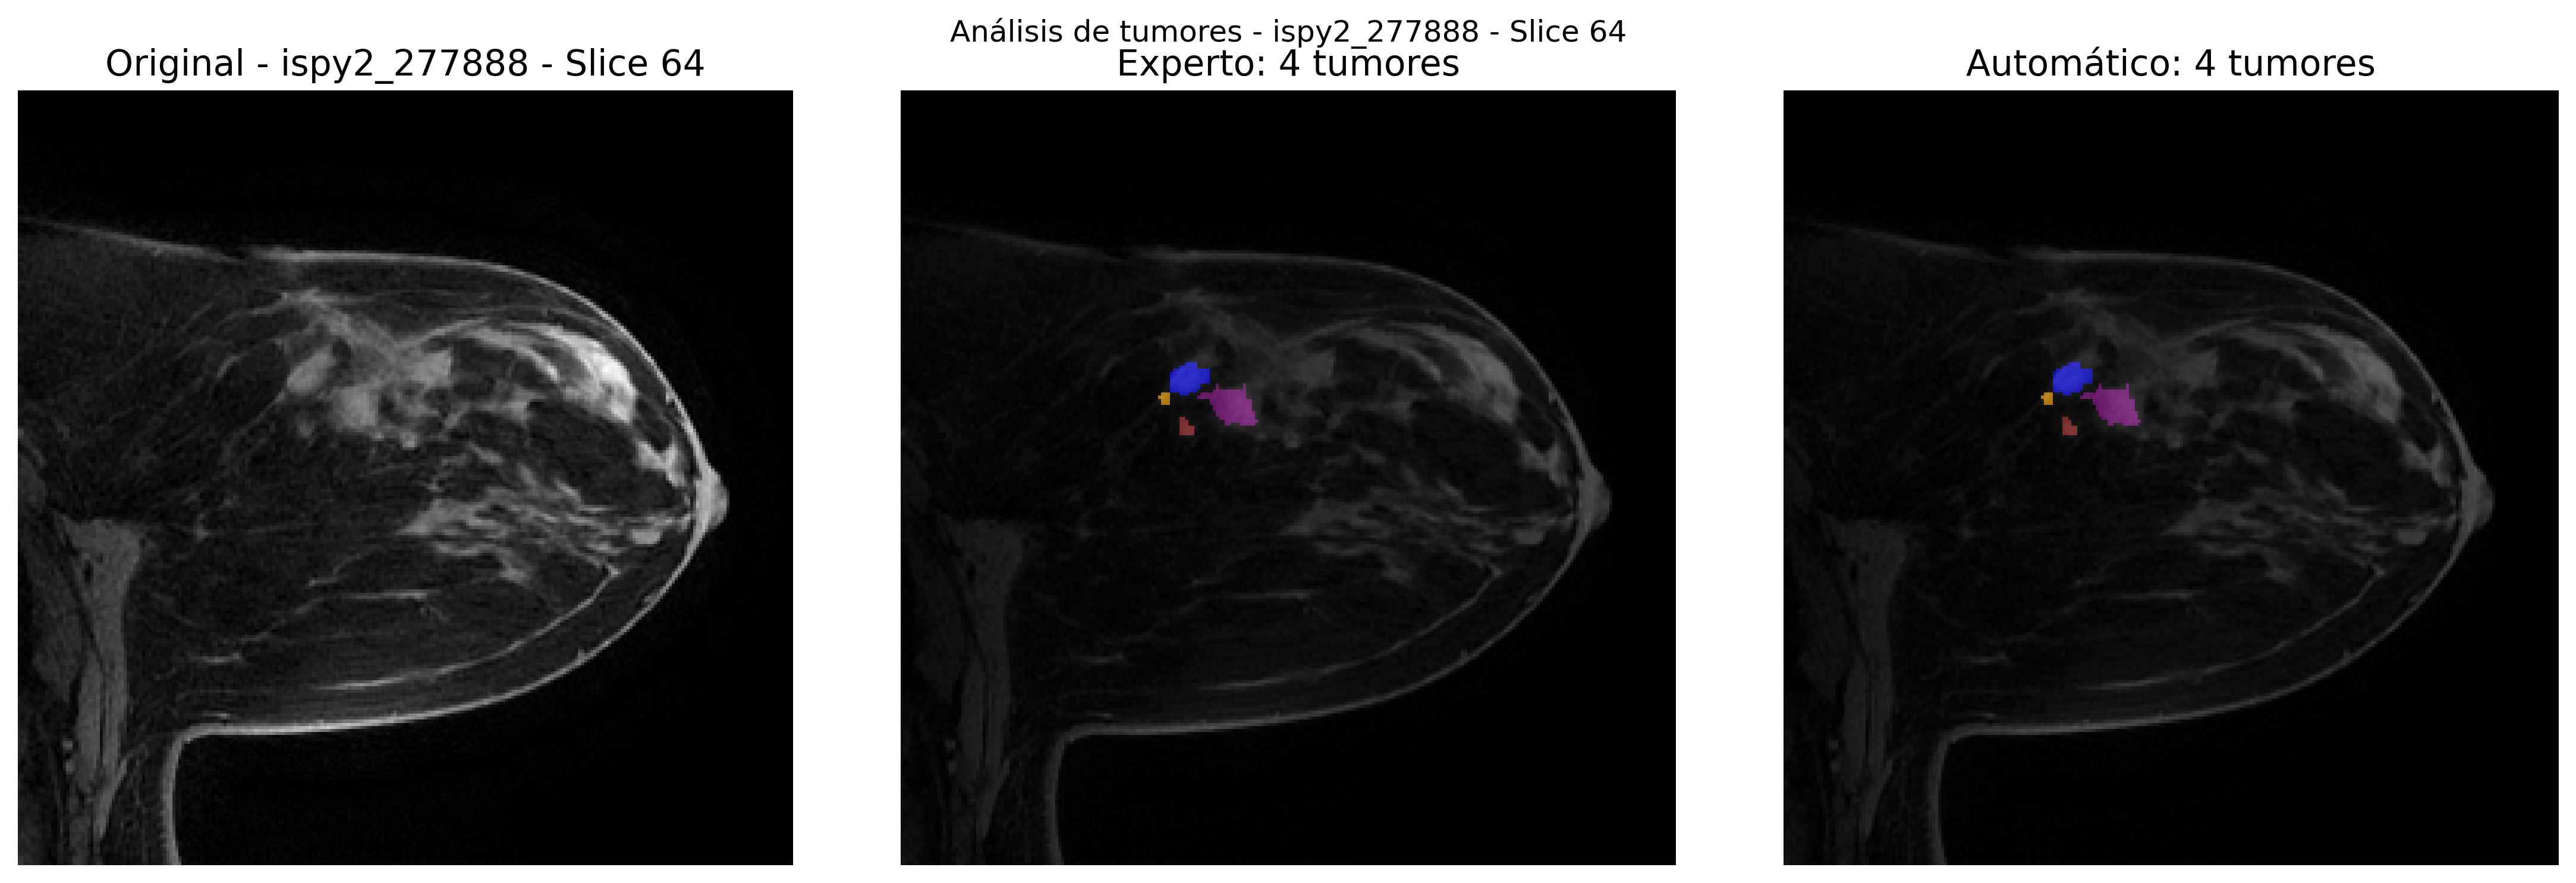 Análisis de tumores - ispy2_277888 - Slice 64
Original - ispy2_277888 - Slice 64
Experto: 4 tumores
Automático: 4 tumores